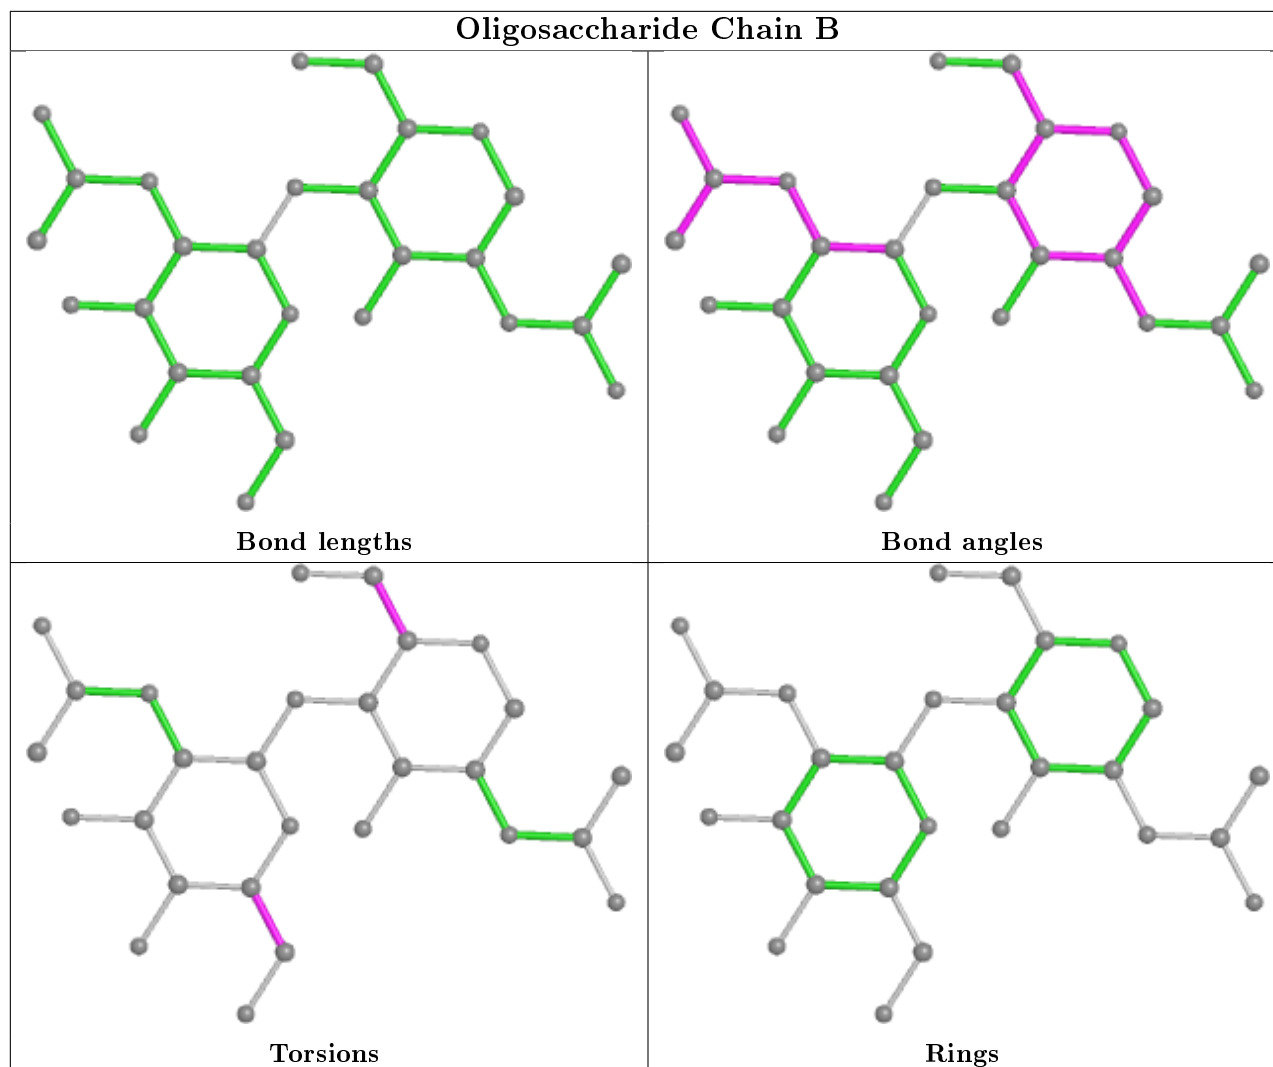 Oligosaccharide Chain B
Bond lengths
Bond angles
Torsions
Rings